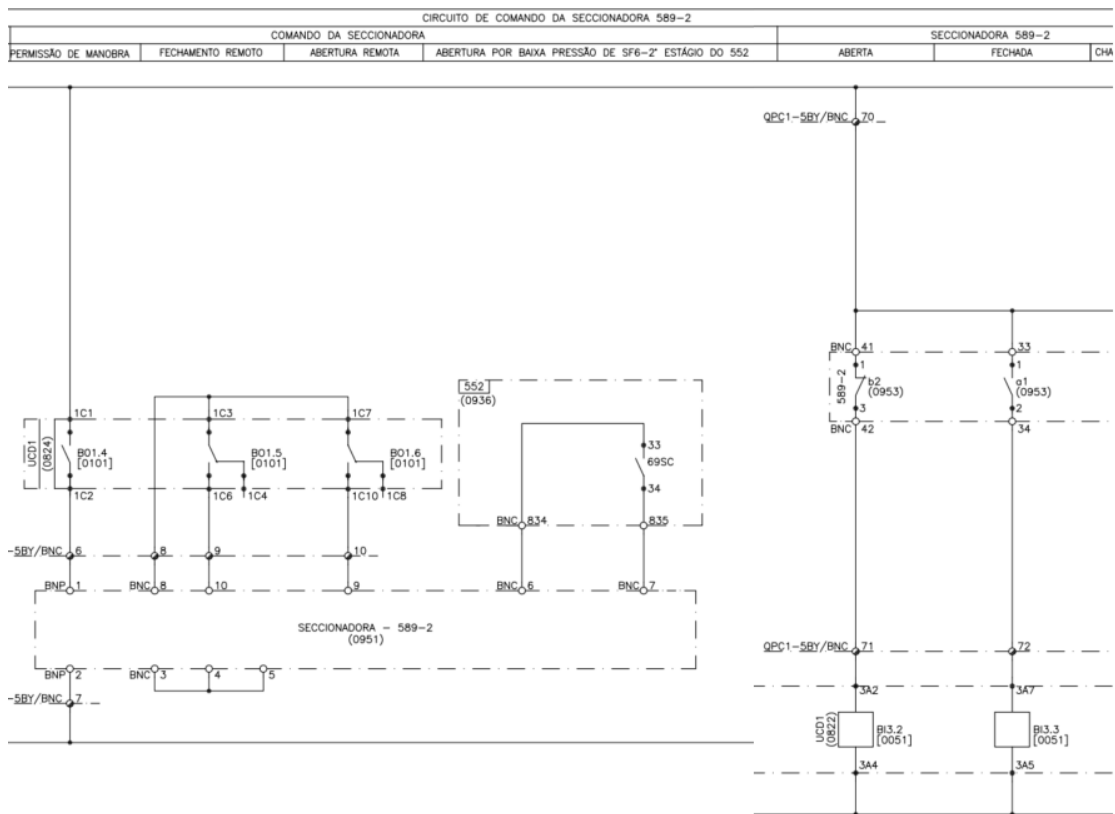 CIRCUITO DE COMANDO DA SECCIONADORA 589-2
COMANDO DA SECCIONADORA
SECCIONADORA 589-2
PERMISSÃO DE MANOBRA
FECHAMENTO REMOTO
ABERTURA REMOTA
ABERTURA POR BAIXA PRESSÃO DE SF6-2° ESTÁGIO DO 552
ABERTA
FECHADA
CHA
QPC1-5BY/BNC 70
BNC 41
33
589-2
1
b2
(0953)
3
1
a1
(0953)
2
BNC 42
34
552
(0936)
33
69SC
34
BNC 834
835
1C1
1C3
1C7
UCD1
(0824)
B01.4
[0101]
B01.5
[0101]
B01.6
[0101]
1C2
1C6
1C4
1C10
1C8
-5BY/BNC 6
8
9
10
BNP 1
BNC 8
10
9
BNC 6
7
SECCIONADORA - 589-2
(0951)
BNP 2
BNC 3
4
5
-5BY/BNC 7
QPC1-5BY/BNC 71
72
3A2
3A7
UCD1
(0822)
BI3.2
[0051]
BI3.3
[0051]
3A4
3A5